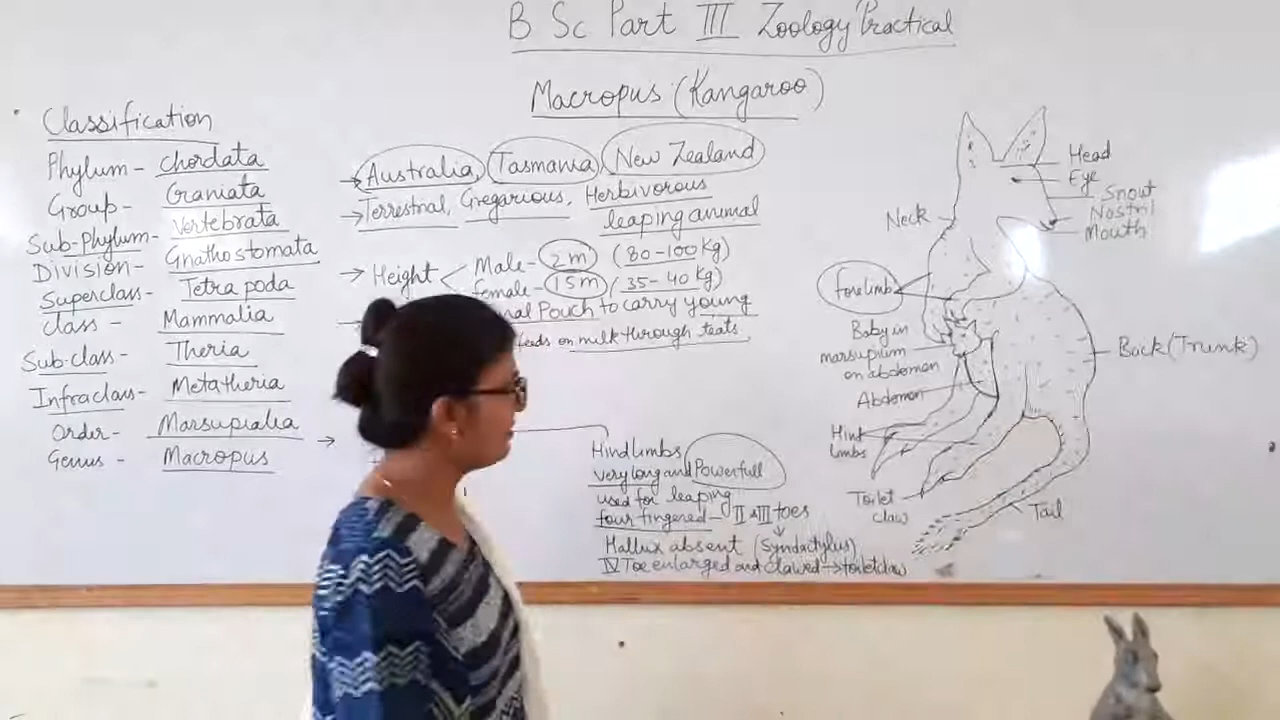 B Sc Part III Zoology Practical
Macropus (Kangaroo)
Classification
Phylum - Chordata
Group - Craniata
Sub-Phylum - Vertebrata
Division - Gnathostomata
Superclass - Tetrapoda
Class - Mammalia
Sub-class - Theria
Infraclass - Metatheria
Order - Marsupialia
Genus - Macropus
→ Australia, Tasmania, New Zealand
→ Terrestrial, Gregarious, Herbivorous
leaping animal
→ Height < Male - 2m (80-100 Kg)
female - 1.5m (35-40 Kg)
Pouch to carry young
on milk through teats
→
Hindlimbs
very long and Powerfull
used for leaping
four fingered - II & III toes
Hallux absent (Syndactylus)
IV Toe enlarged and clawed → toilet claw
Head
Eye
Snout
Nostril
Mouth
Neck
forelimb
Baby in
marsupium
on abdomen
Abdomen
Hint
limbs
Toilet
claw
Tail
Back (Trunk)